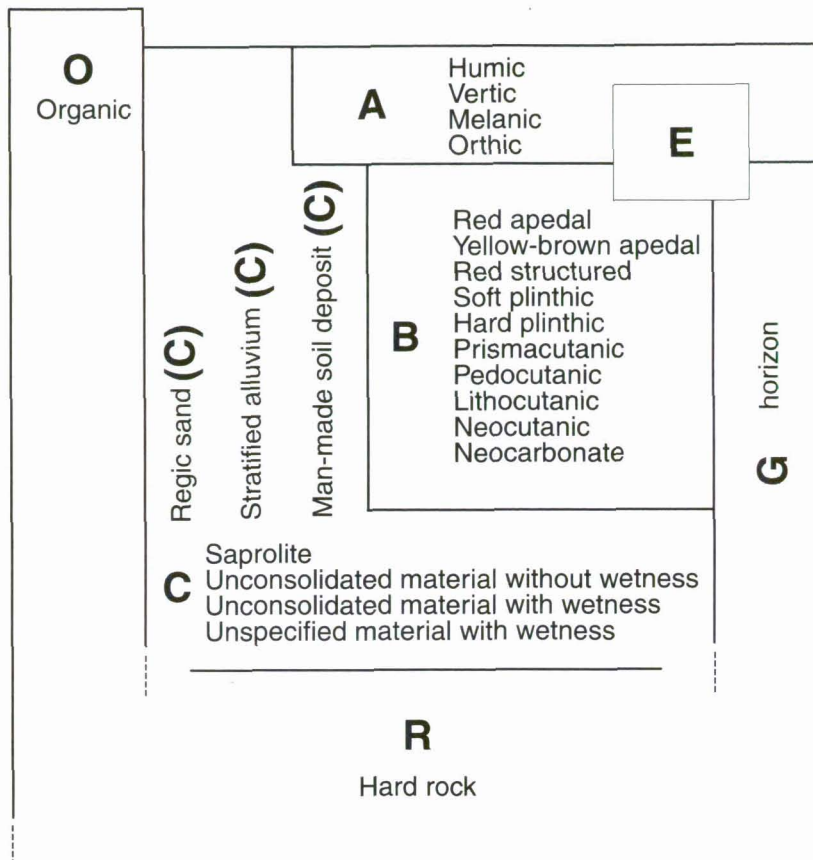 O
Organic
A
Humic
Vertic
Melanic
Orthic
E
Regic sand (C)
Stratified alluvium (C)
Man-made soil deposit (C)
B
Red apedal
Yellow-brown apedal
Red structured
Soft plinthic
Hard plinthic
Prismacutanic
Pedocutanic
Lithocutanic
Neocutanic
Neocarbonate
G horizon
C
Saprolite
Unconsolidated material without wetness
Unconsolidated material with wetness
Unspecified material with wetness
R
Hard rock